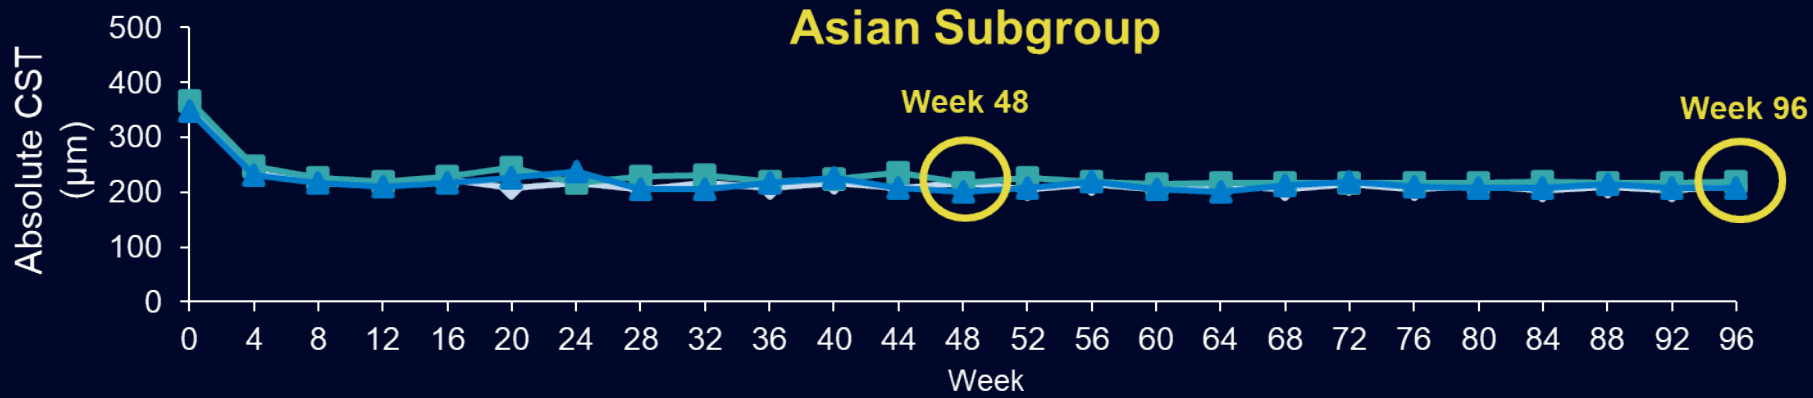 Asian Subgroup
Absolute CST
(μm)
500
400
300
200
100
0
Week 48
Week 96
0 4 8 12 16 20 24 28 32 36 40 44 48 52 56 60 64 68 72 76 80 84 88 92 96
Week